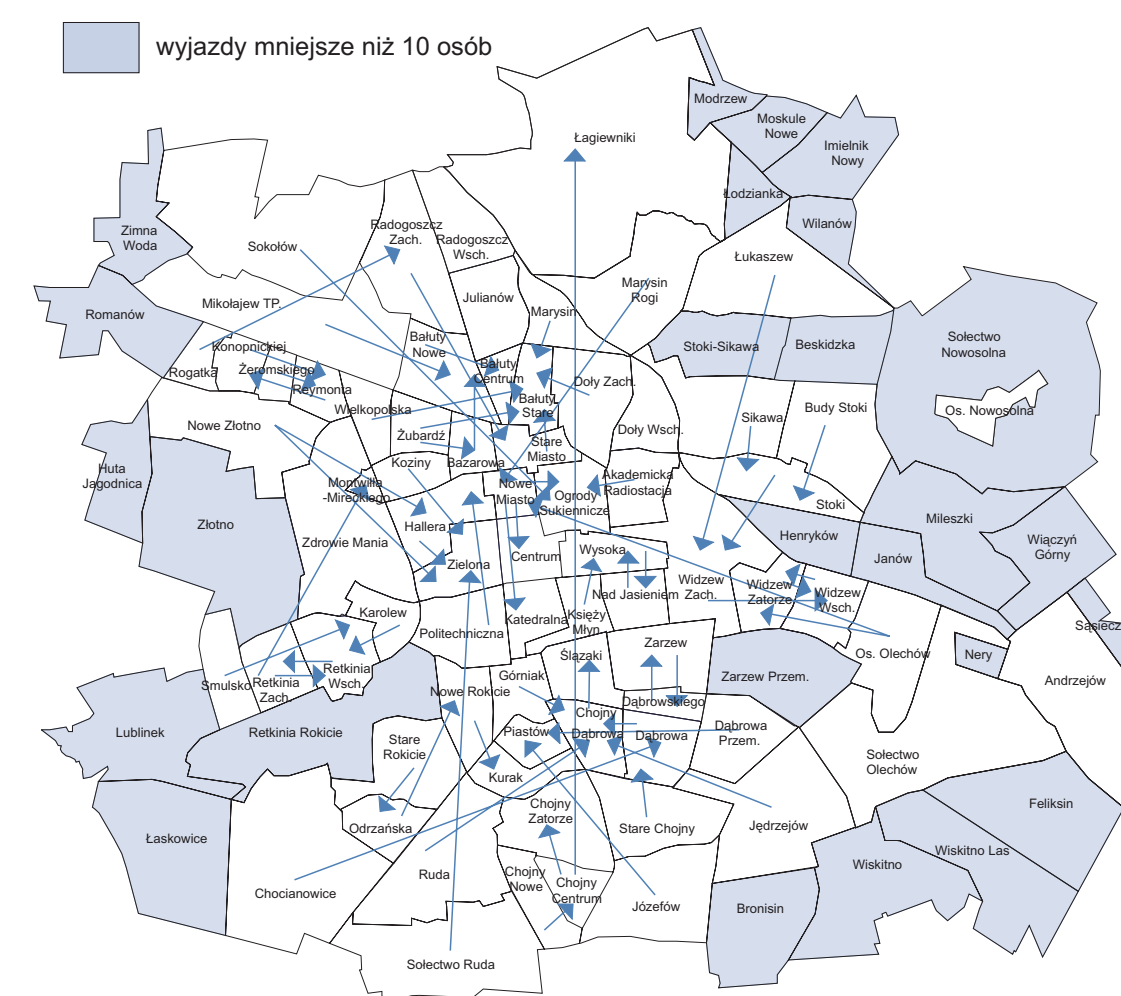 wyjazdy mniejsze niż 10 osób
Modrzew
Moskule
Nowe
Łagiewniki
Imielnik
Nowy
Łodzianka
Wilanów
Zimna
Woda
Radogoszcz
Zach.
Radogoszcz
Wsch.
Sokołów
Łukaszew
Marysin
Rogi
Julianów
Mikołajew TP.
Romanów
Marysin
Bałuty
Nowe
Stoki-Sikawa
Beskidzka
Sołectwo
Nowosolna
Konopnickiej
Rogatka
Żeromskiego
Reymonta
Bałuty
Centrum
Doły Zach.
Wielkopolska
Bałuty
Stare
Os. Nowosolna
Budy Stoki
Sikawa
Nowe Złotno
Żubardź
Doły Wsch.
Stare
Miasto
Huta
Jagodnica
Koziny
Bazarowa
Montwiłła
-Mireckiego
Nowe
Miasto
Akademicka
Radiostacja
Ogrody
Sukiennicze
Stoki
Mileszki
Złotno
Hallera
Zdrowie Mania
Henryków
Wiączyń
Górny
Janów
Centrum
Wysoka
Zielona
Widzew
Zach.
Widzew
Zatorze
Widzew
Wsch.
Nad Jasieniem
Karolew
Katedralna
Księży
Młyn
Politechniczna
Sąsiecz
Zarzew
Ślązaki
Os. Olechów
Nery
Górniak
Retkinia
Wsch.
Smulsko
Retkinia
Zach.
Zarzew Przem.
Andrzejów
Nowe Rokicie
Dąbrowskiego
Chojny
Dąbrowa
Lublinek
Retkinia Rokicie
Piastów
Dąbrowa
Dąbrowa
Przem.
Stare
Rokicie
Sołectwo
Olechów
Kurak
Feliksin
Chojny
Zatorze
Odrzańska
Stare Chojny
Jędrzejów
Łaskowice
Wiskitno Las
Wiskitno
Ruda
Chojny
Nowe
Chojny
Centrum
Chocianowice
Józefów
Bronisin
Sołectwo Ruda